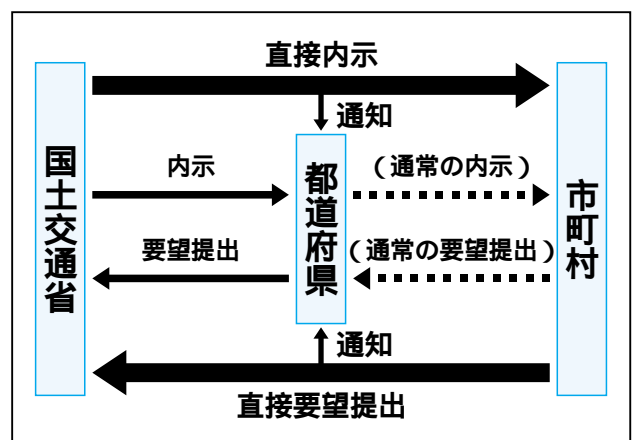 直接内示
通知
国土交通省
内示
都道府県
(通常の内示)
市町村
要望提出
(通常の要望提出)
通知
直接要望提出